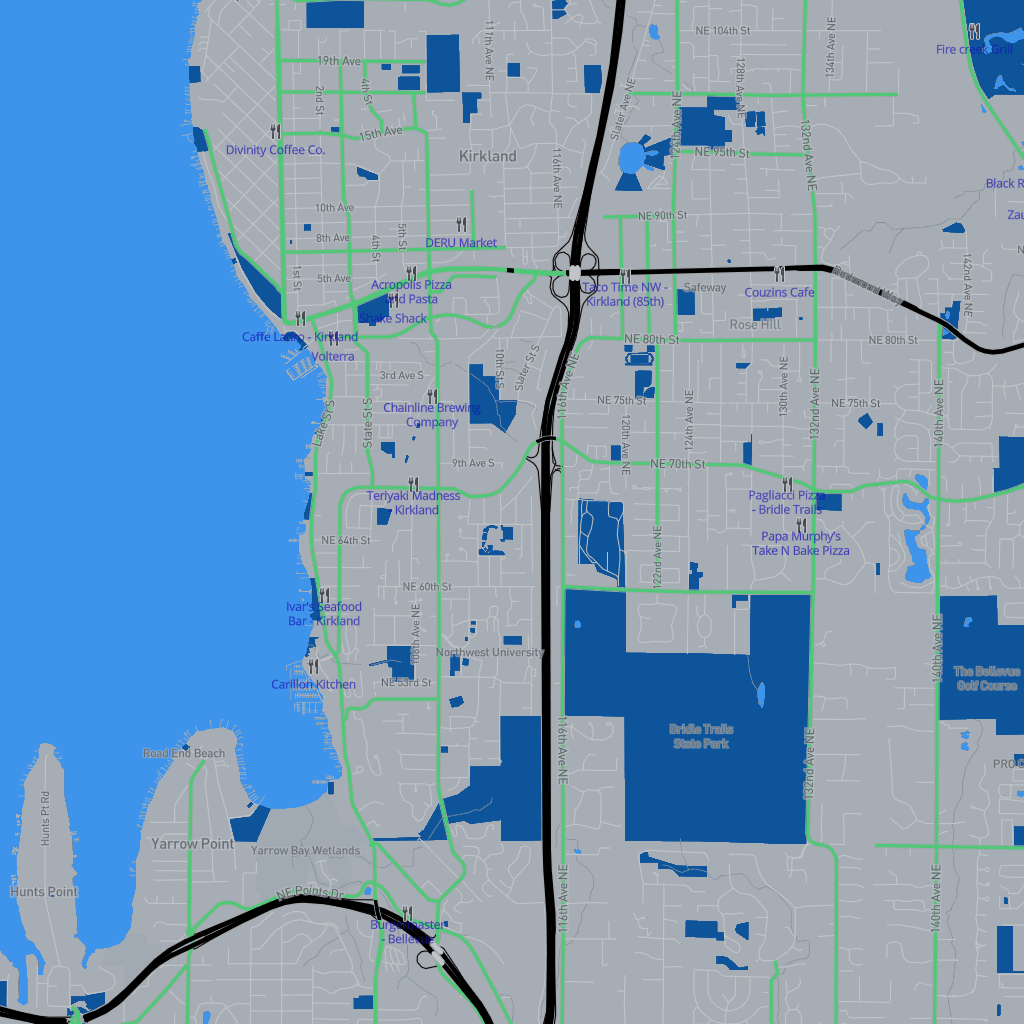 NE 104th St
111th Ave NE
134th Ave NE
Fire creek Grill
19th Ave
4th St
2nd St
128th Ave NE
Slater Ave NE
124th Ave NE
132nd Ave NE
15th Ave
Divinity Coffee Co.
Kirkland
NE 95th St
116th Ave NE
Black R
10th Ave
NE 90th St
Zau
8th Ave
5th St
4th St
DERU Market
1st St
5th Ave
Acropolis Pizza
and Pasta
Taco Time NW -
Kirkland (85th)
Safeway
Couzins Cafe
142nd Ave NE
Shake Shack
Rose Hill
Caffe Ladro - Kirkland
Volterra
NE 80th St
NE 80th St
3rd Ave S
10th St S
Slater St S
116th Ave NE
130th Ave NE
132nd Ave NE
140th Ave NE
Lake St S
State St S
Chainline Brewing
Company
NE 75th St
NE 75th St
120th Ave NE
124th Ave NE
9th Ave S
NE 70th St
Teriyaki Madness
Kirkland
Pagliacci Pizza
- Bridle Trails
Papa Murphy's
Take N Bake Pizza
NE 64th St
122nd Ave NE
NE 60th St
Ivar's Seafood
Bar - Kirkland
106th Ave NE
Northwest University
140th Ave NE
NE 53rd St
Carillon Kitchen
The Bellevue
Golf Course
Bridle Trails
State Park
116th Ave NE
132nd Ave NE
Road End Beach
PRO C
Hunts Pt Rd
Yarrow Point
Yarrow Bay Wetlands
Hunts Point
NE Points Dr
116th Ave NE
140th Ave NE
Burgermaster
- Bellevue